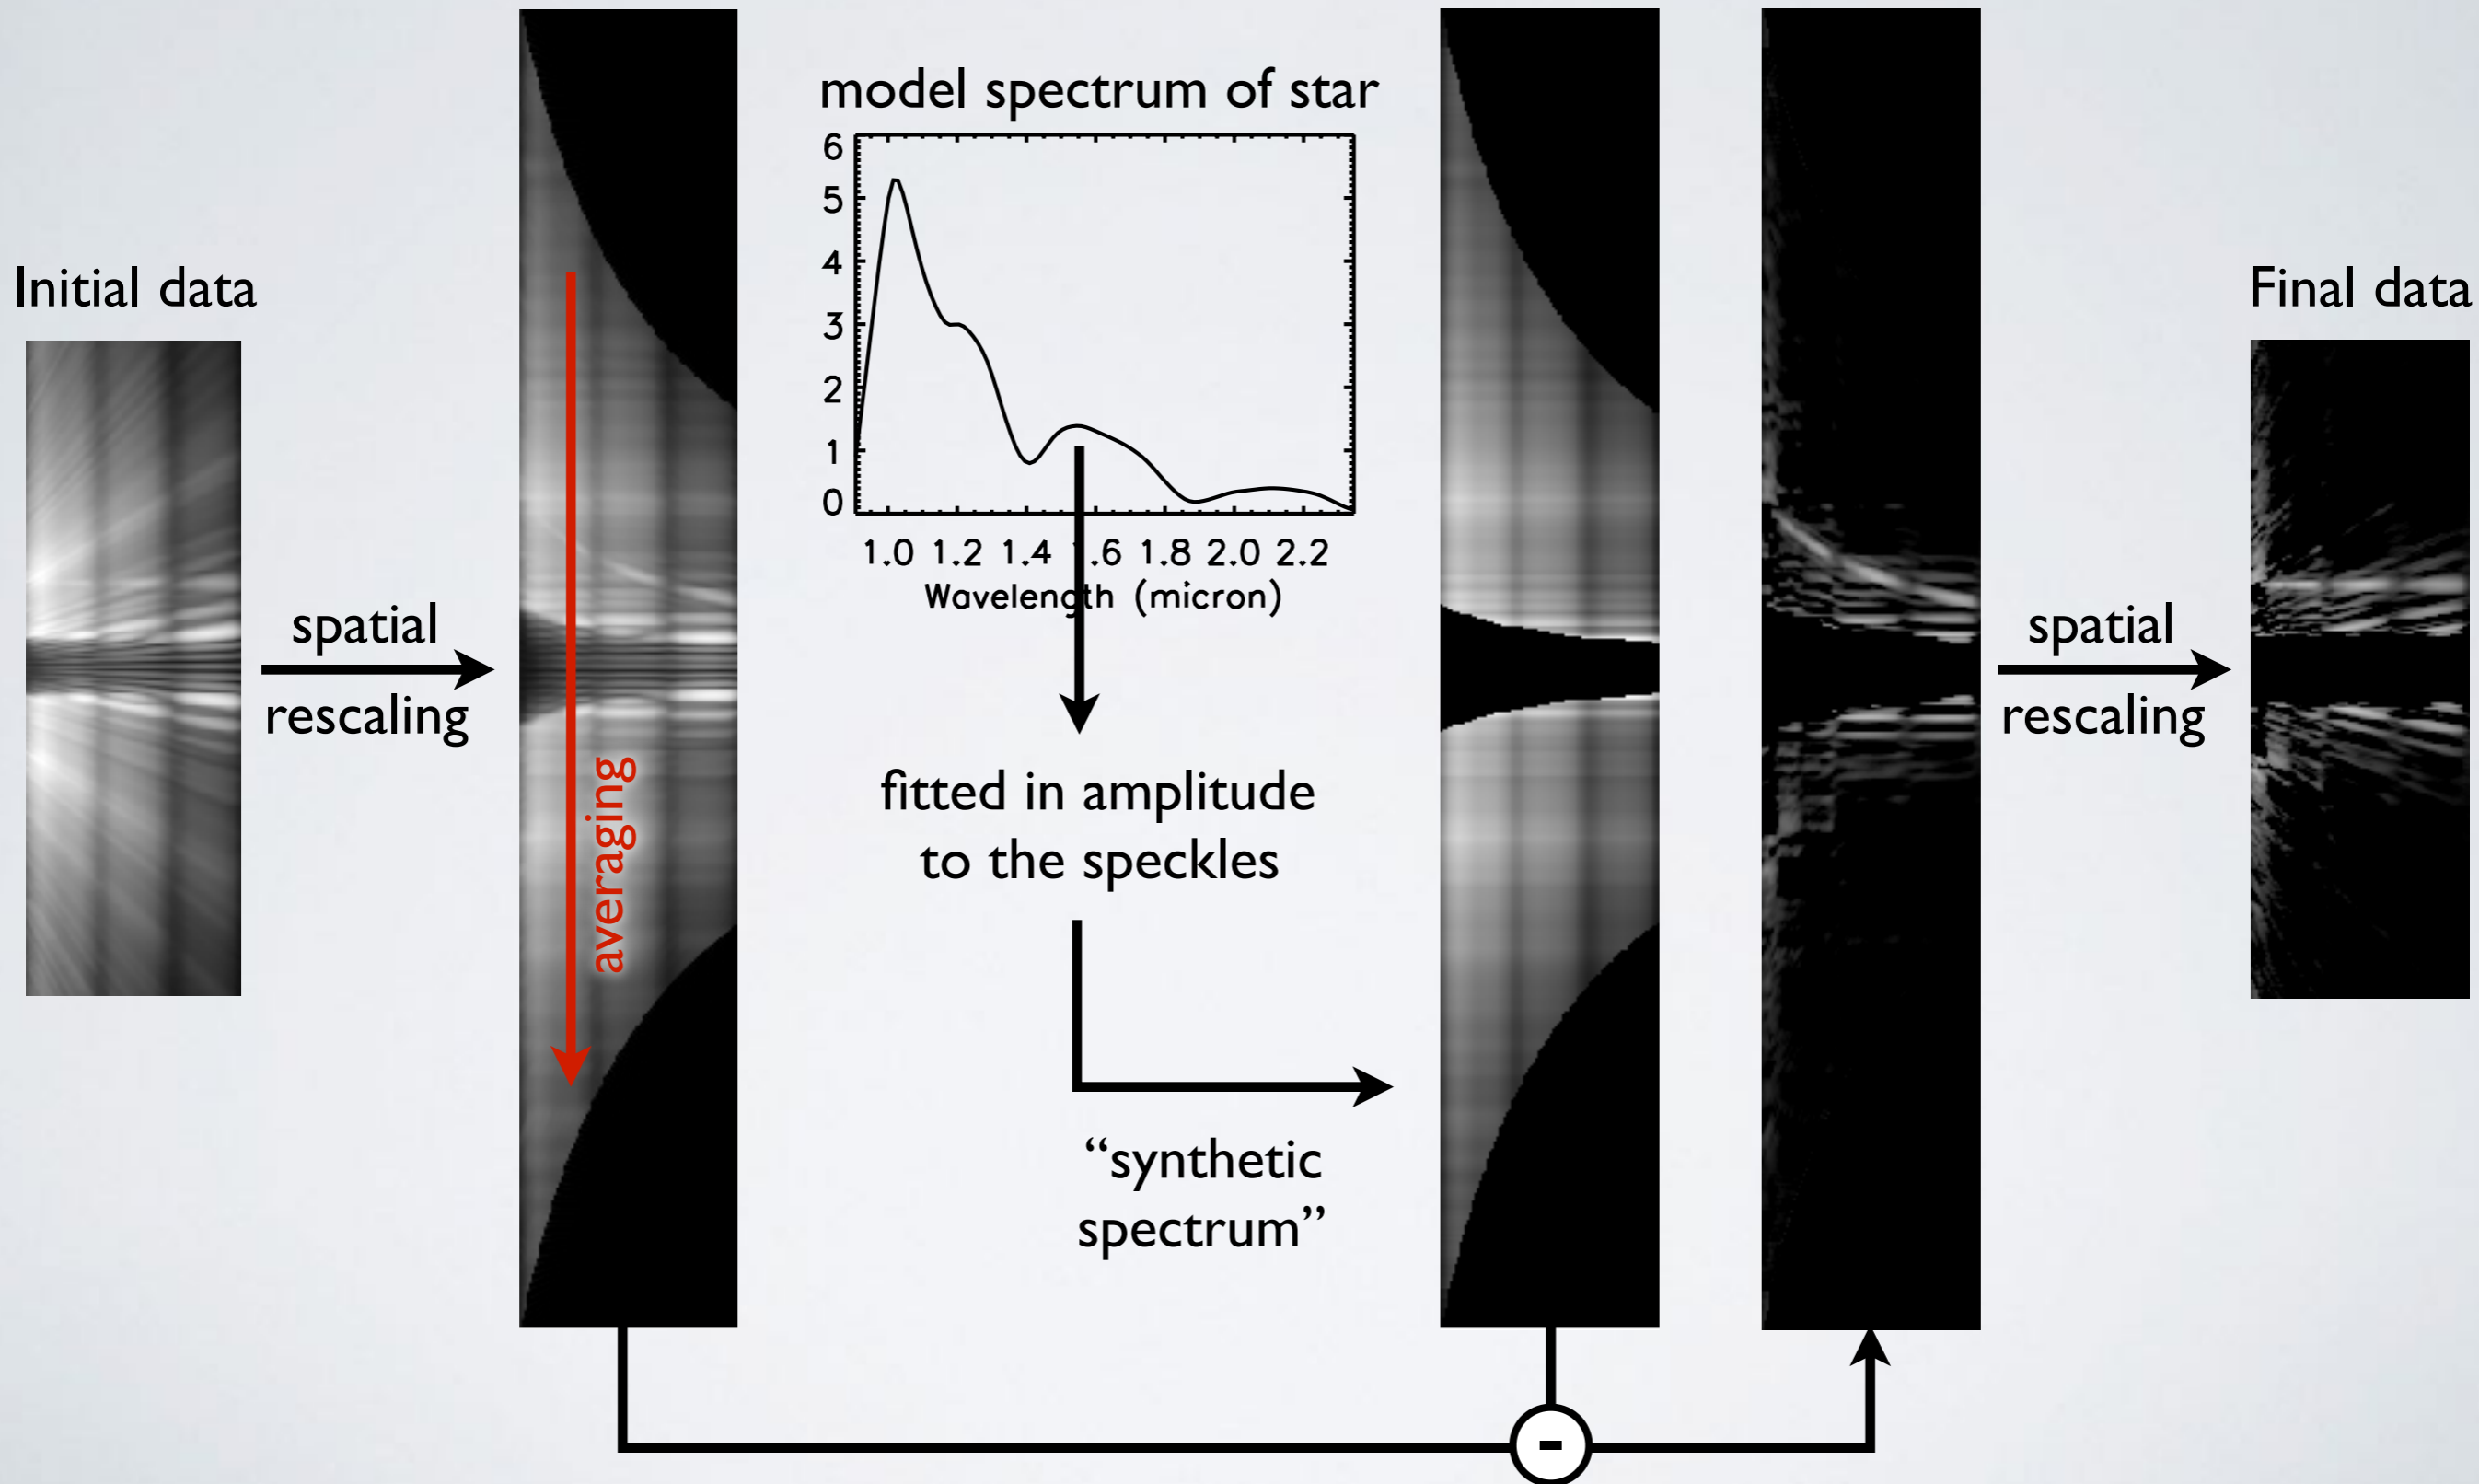 model spectrum of star
6
5
4
3
2
1
0
1.0 1.2 1.4 1.6 1.8 2.0 2.2
Wavelength (micron)
Initial data
spatial
rescaling
averaging
fitted in amplitude
to the speckles
“synthetic
spectrum”
-
spatial
rescaling
Final data